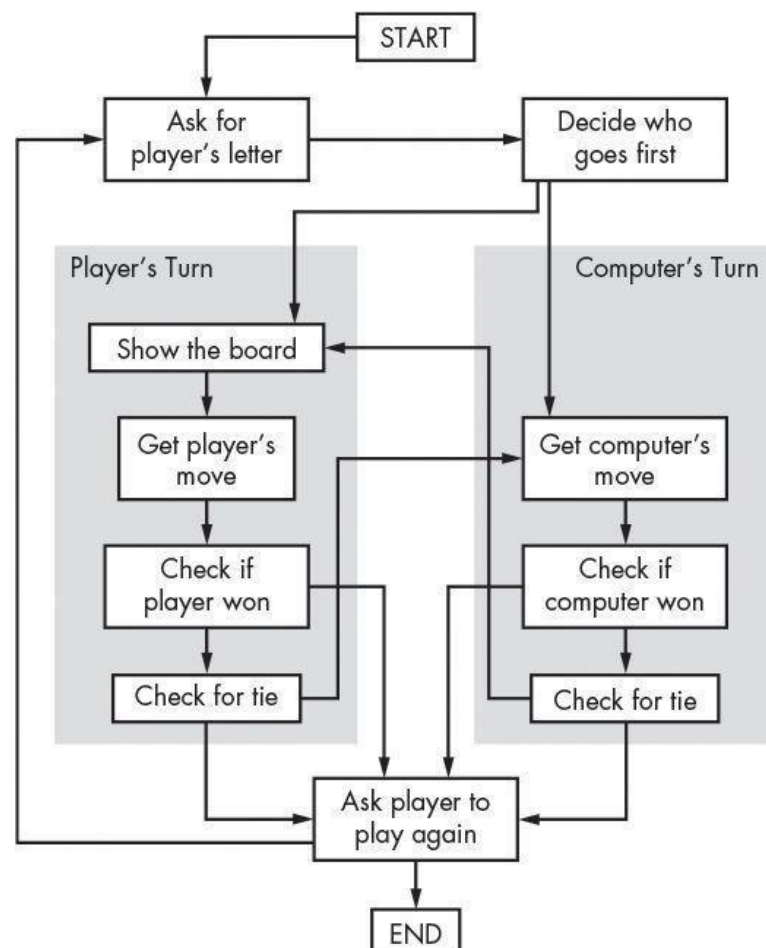 START
Ask for
player's letter
Decide who
goes first
Player's Turn
Computer's Turn
Show the board
Get player's
move
Get computer's
move
Check if
player won
Check if
computer won
Check for tie
Check for tie
Ask player to
play again
END